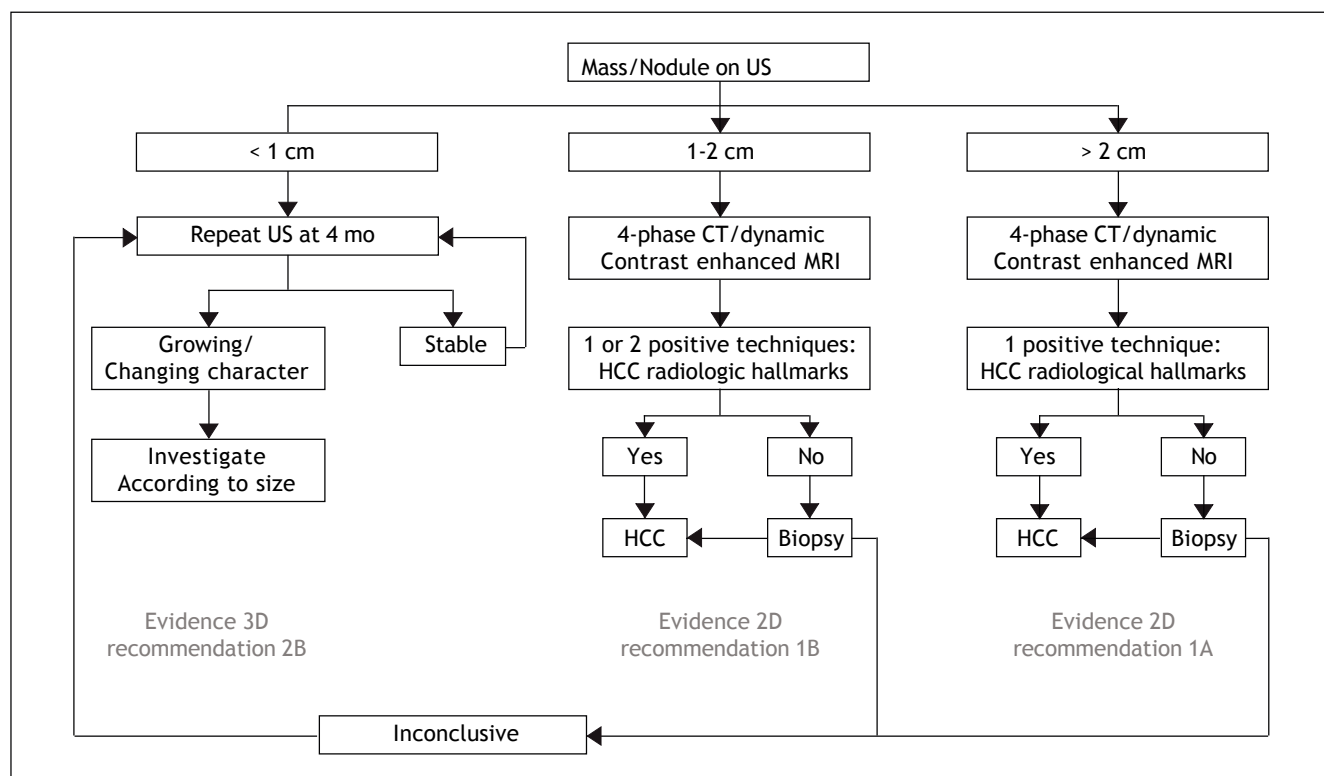 Mass/Nodule on US
< 1 cm
1-2 cm
> 2 cm
Repeat US at 4 mo
4-phase CT/dynamic
Contrast enhanced MRI
4-phase CT/dynamic
Contrast enhanced MRI
Growing/
Changing character
Stable
1 or 2 positive techniques:
HCC radiologic hallmarks
1 positive technique:
HCC radiological hallmarks
Investigate
According to size
Yes
No
Yes
No
HCC
Biopsy
HCC
Biopsy
Evidence 3D
recommendation 2B
Evidence 2D
recommendation 1B
Evidence 2D
recommendation 1A
Inconclusive